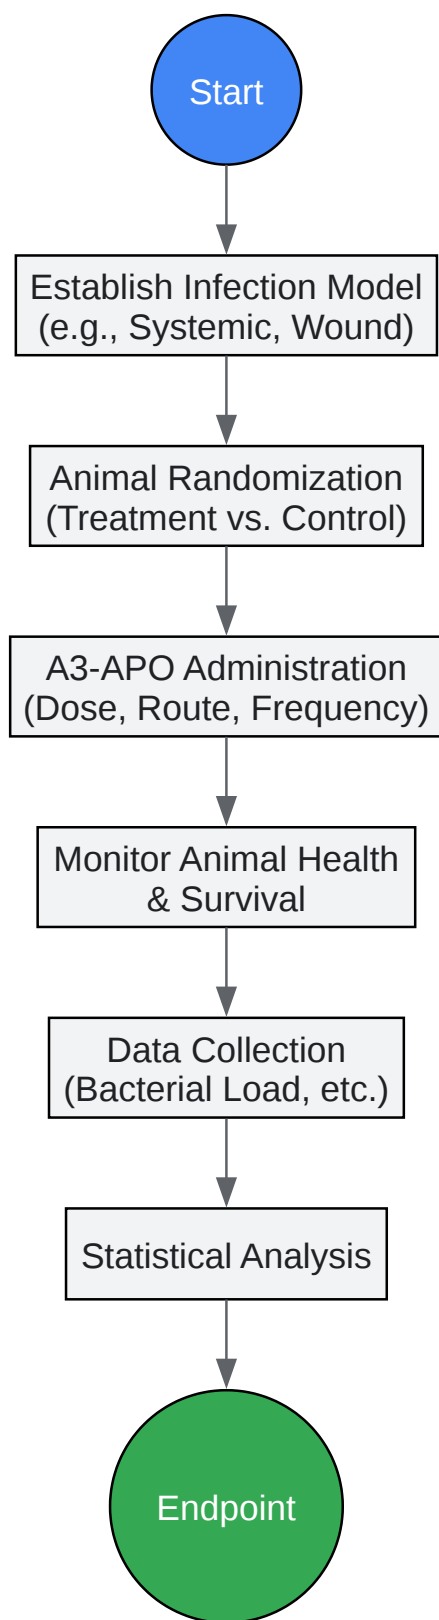 Start
Establish Infection Model
(e.g., Systemic, Wound)
Animal Randomization
(Treatment vs. Control)
A3-APO Administration
(Dose, Route, Frequency)
Monitor Animal Health
& Survival
Data Collection
(Bacterial Load, etc.)
Statistical Analysis
Endpoint